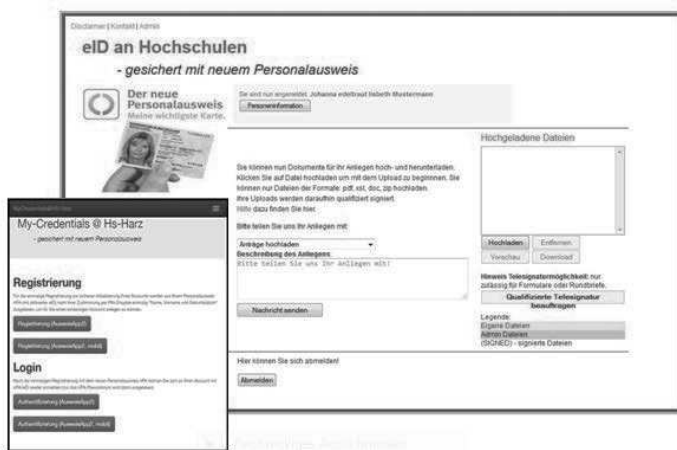 Disclaimer | Kontakt | Admin
eID an Hochschulen
- gesichert mit neuem Personalausweis
Der neue
Personalausweis
Meine wichtigste Karte.
Sie sind nun angemeldet: Johanna edeltraut lisbeth Mustermann
Personeninformation
Sie können nun Dokumente für ihr Anliegen hoch- und herunterladen.
Klicken Sie auf Datei hochladen um mit dem Upload zu beginnen. Sie
können nur Dateien der Formate: pdf, xsl, doc, zip hochladen.
Ihre Uploads werden daraufhin qualifiziert signiert.
Hilfe dazu finden Sie hier.
Bitte teilen Sie uns Ihr Anliegen mit:
Anträge hochladen
Beschreibung des Anliegens:
Bitte teilen Sie uns Ihr Anliegen mit!
Nachricht senden
Hochgeladene Dateien
Hochladen Entfernen
Vorschau Download
Hinweis Telesignatermöglichkeit: nur
zulässig für Formulare oder Rundbriefe.
Qualifizierte Telesignatur
beauftragen
Legende:
Eigene Dateien
Admin Dateien
(SIGNED) - signierte Dateien
Hier können Sie sich abmelden!
Abmelden
My-Credentials @ Hs-Harz
- gesichert mit neuem Personalausweis
Registrierung
Registrierung (AusweisApp2)
Registrierung (AusweisApp2, mobil)
Login
Authentifizierung (AusweisApp2)
Authentifizierung (AusweisApp2, mobil)